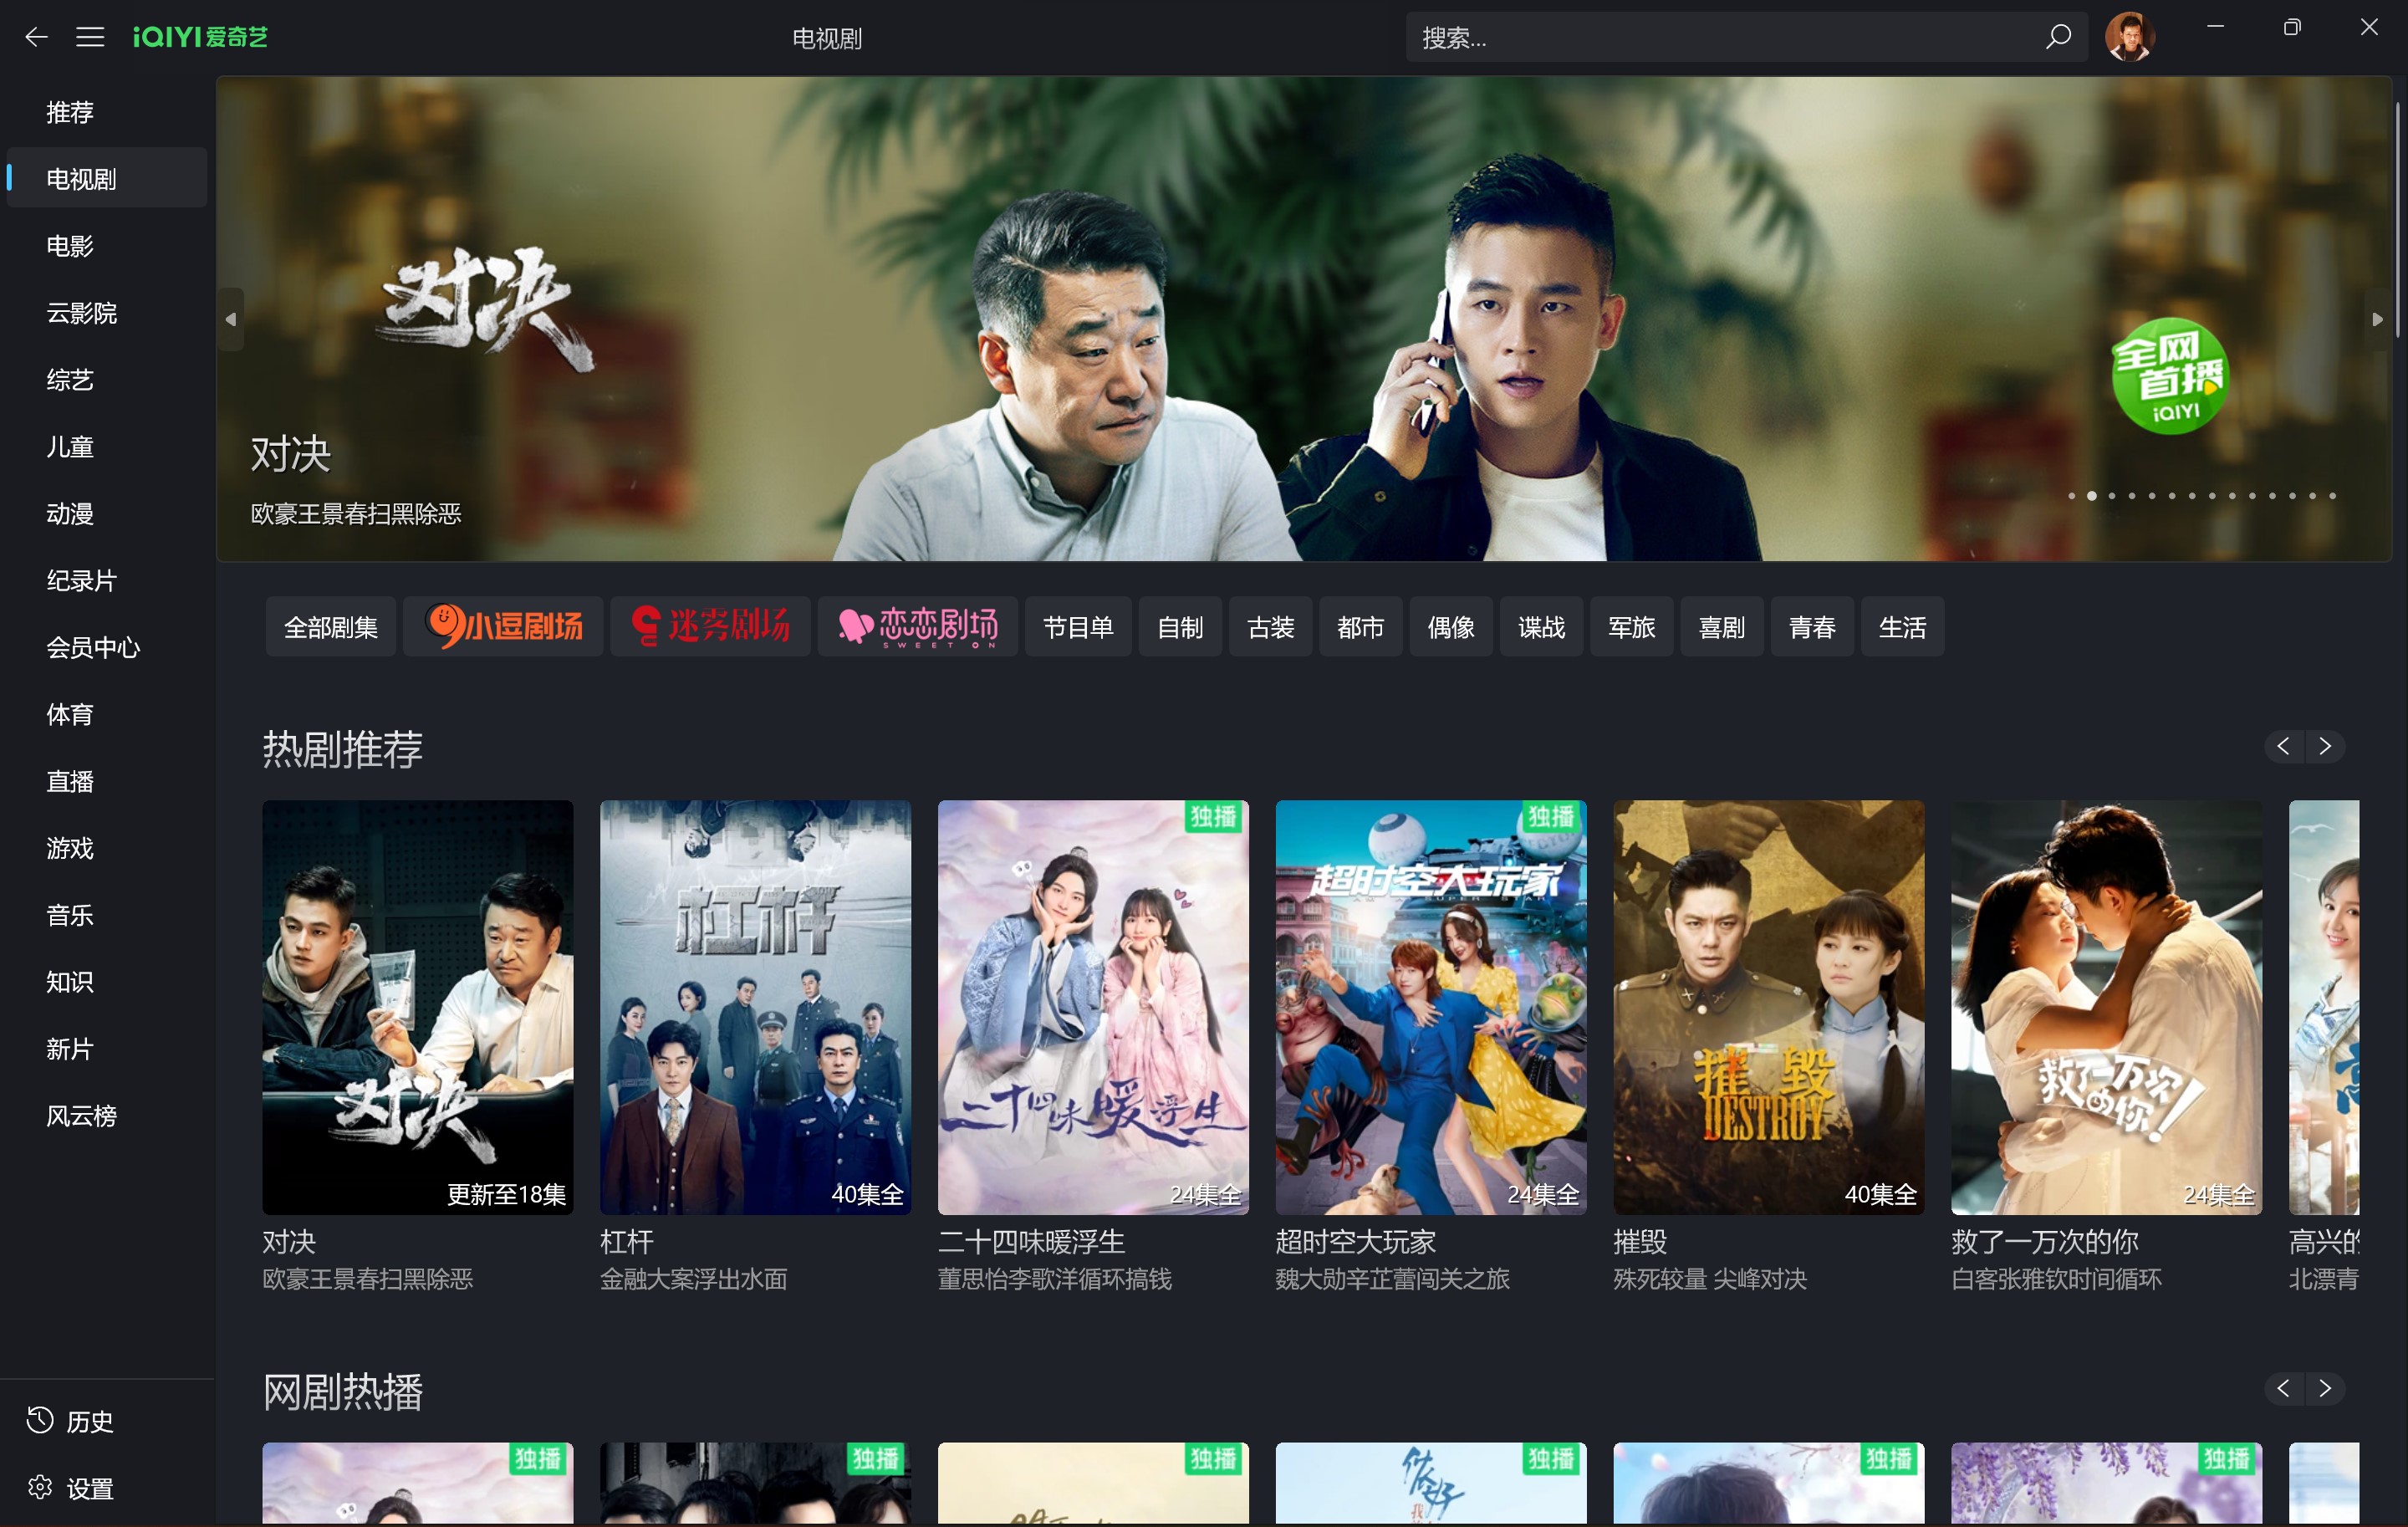 iQIYI 爱奇艺
电视剧
搜索...
推荐
电视剧
电影
云影院
综艺
儿童
动漫
纪录片
会员中心
体育
直播
游戏
音乐
知识
新片
风云榜
历史
设置
对决
对决
欧豪王景春扫黑除恶
全网
首播
iQIYI
全部剧集
小逗剧场
迷雾剧场
恋恋剧场
SWEET ON
节目单
自制
古装
都市
偶像
谍战
军旅
喜剧
青春
生活
热剧推荐
对决
更新至18集
对决
欧豪王景春扫黑除恶
杠杆
40集全
杠杆
金融大案浮出水面
独播
二十四味暖浮生
24集全
二十四味暖浮生
董思怡李歌洋循环搞钱
独播
超时空大玩家
24集全
超时空大玩家
魏大勋辛芷蕾闯关之旅
摧毁
DESTROY
40集全
摧毁
殊死较量 尖峰对决
救了一万次
的你!
24集全
救了一万次的你
白客张雅钦时间循环
高兴的
北漂青
网剧热播
独播
独播
独播
独播
独播
独播